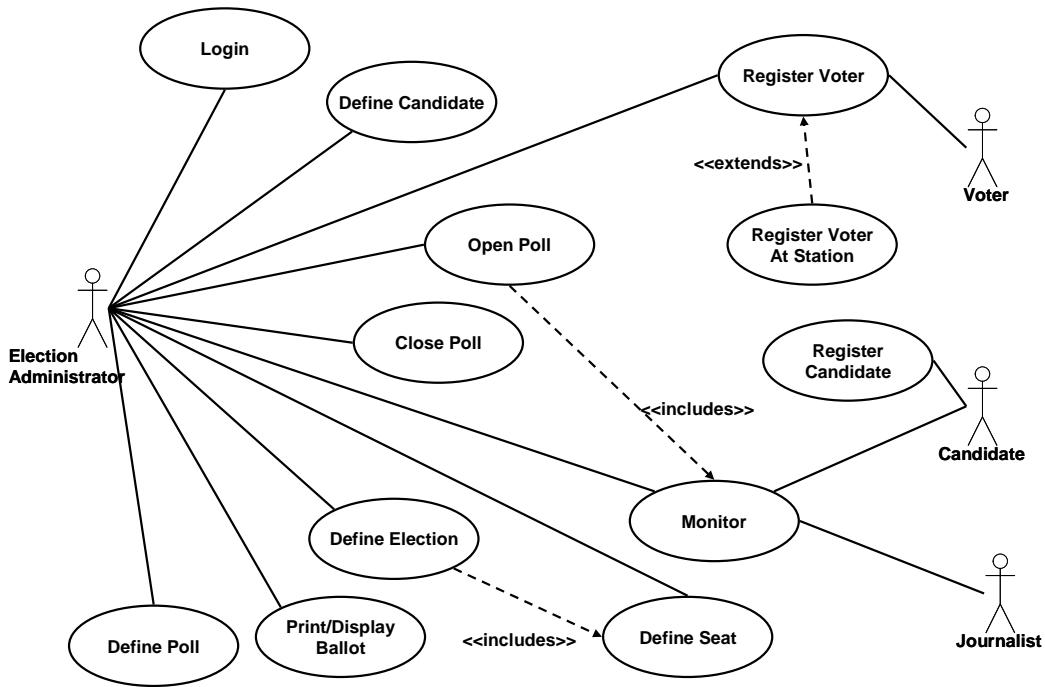 Login
Define Candidate
Register Voter
<<extends>>
Voter
Register Voter
At Station
Open Poll
Close Poll
Election
Administrator
Register
Candidate
<<includes>>
Candidate
Monitor
Define Election
Define Poll
Print/Display
Ballot
<<includes>>
Define Seat
Journalist